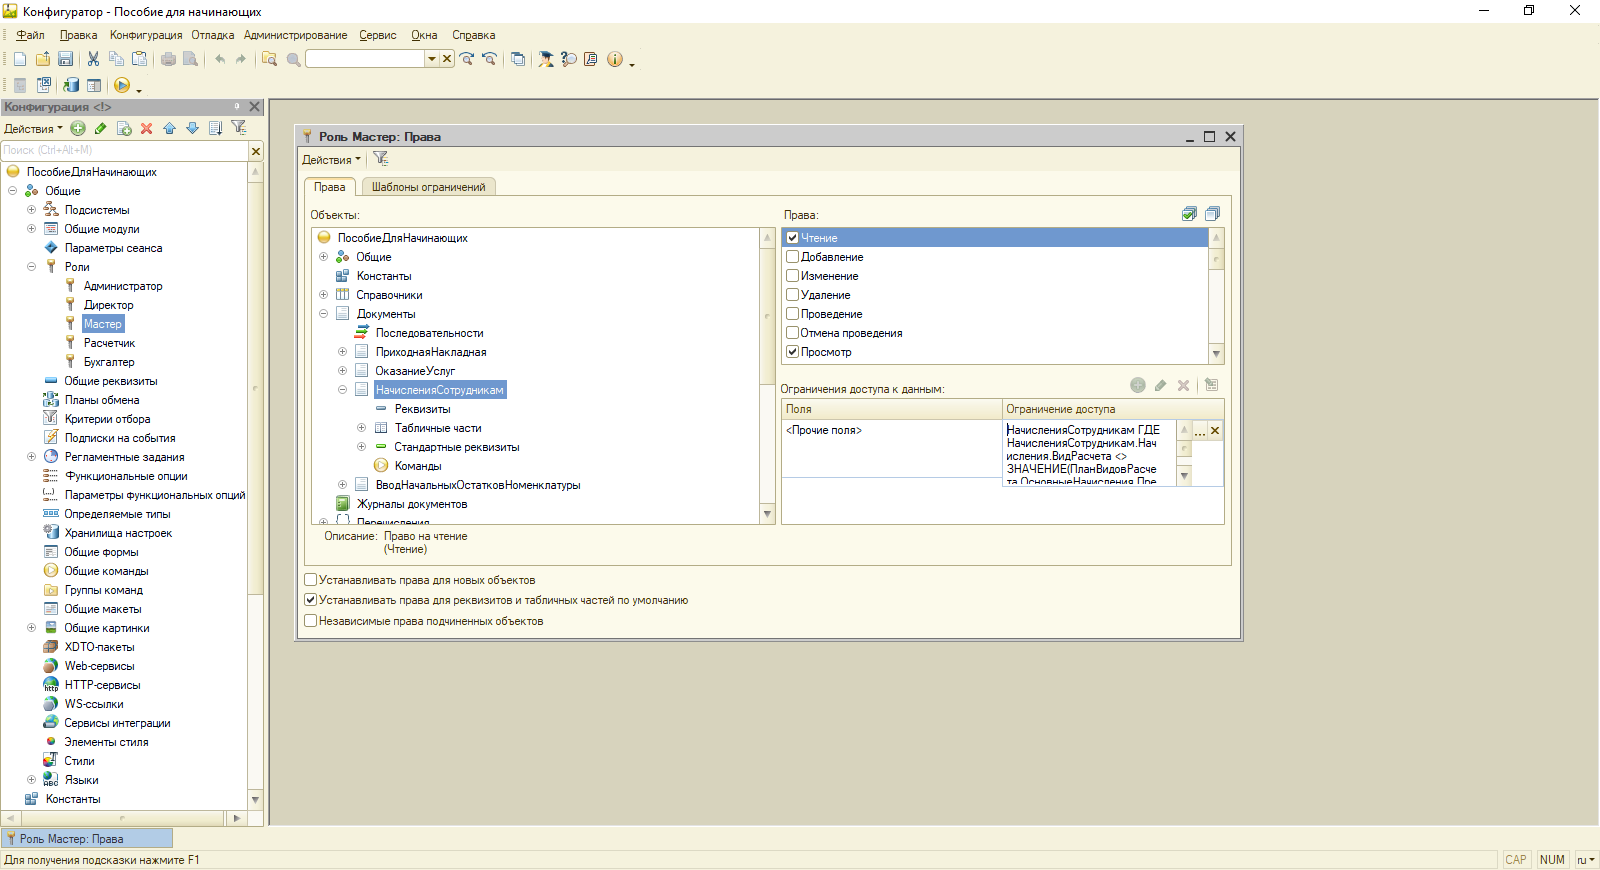 Конфигуратор - Пособие для начинающих
Файл Правка Конфигурация Отладка Администрирование Сервис Окна Справка
Конфигурация <!>
Действия
Поиск (Ctrl+Alt+M)
ПособиеДляНачинающих
Общие
Подсистемы
Общие модули
Параметры сеанса
Роли
Администратор
Директор
Мастер
Расчетчик
Бухгалтер
Общие реквизиты
Планы обмена
Критерии отбора
Подписки на события
Регламентные задания
Функциональные опции
Параметры функциональных опций
Определяемые типы
Хранилища настроек
Общие формы
Общие команды
Группы команд
Общие макеты
Общие картинки
XDTO-пакеты
Web-сервисы
HTTP-сервисы
WS-ссылки
Сервисы интеграции
Элементы стиля
Стили
Языки
Константы
Роль Мастер: Права
Действия
Права Шаблоны ограничений
Объекты:
ПособиеДляНачинающих
Общие
Константы
Справочники
Документы
Последовательности
ПриходнаяНакладная
ОказаниеУслуг
НачисленияСотрудникам
Реквизиты
Табличные части
Стандартные реквизиты
Команды
ВводНачальныхОстатковНоменклатуры
Журналы документов
Перечисления
Права:
Чтение
Добавление
Изменение
Удаление
Проведение
Отмена проведения
Просмотр
Ограничения доступа к данным:
Поля Ограничение доступа
<Прочие поля>
НачисленияСотрудникам ГДЕ
НачисленияСотрудникам.Нач
исления.ВидРасчета <>
ЗНАЧЕНИЕ(ПланВидовРасче
та.ОсновныеНачисления.Пре
Описание: Право на чтение
(Чтение)
Устанавливать права для новых объектов
Устанавливать права для реквизитов и табличных частей по умолчанию
Независимые права подчиненных объектов
Роль Мастер: Права
Для получения подсказки нажмите F1
CAP NUM ru